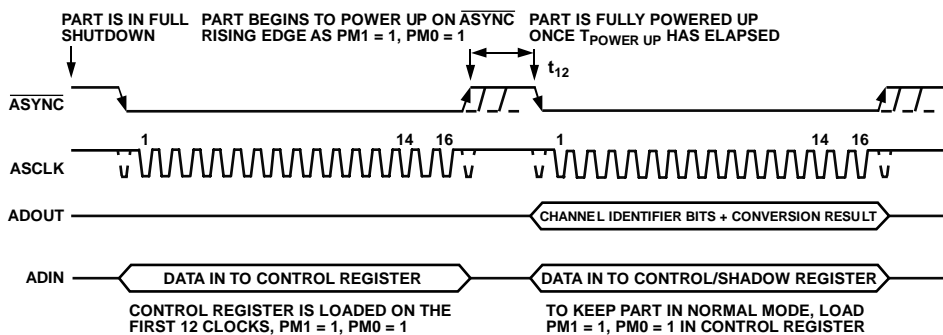 PART IS IN FULL
SHUTDOWN
PART BEGINS TO POWER UP ON ASYNC
RISING EDGE AS PM1 = 1, PM0 = 1
PART IS FULLY POWERED UP
ONCE TPOWER UP HAS ELAPSED
t12
ASYNC
1 14 16 1 14 16
ASCLK
ADOUT
CHANNEL IDENTIFIER BITS + CONVERSION RESULT
ADIN
DATA IN TO CONTROL REGISTER
DATA IN TO CONTROL/SHADOW REGISTER
CONTROL REGISTER IS LOADED ON THE
FIRST 12 CLOCKS, PM1 = 1, PM0 = 1
TO KEEP PART IN NORMAL MODE, LOAD
PM1 = 1, PM0 = 1 IN CONTROL REGISTER